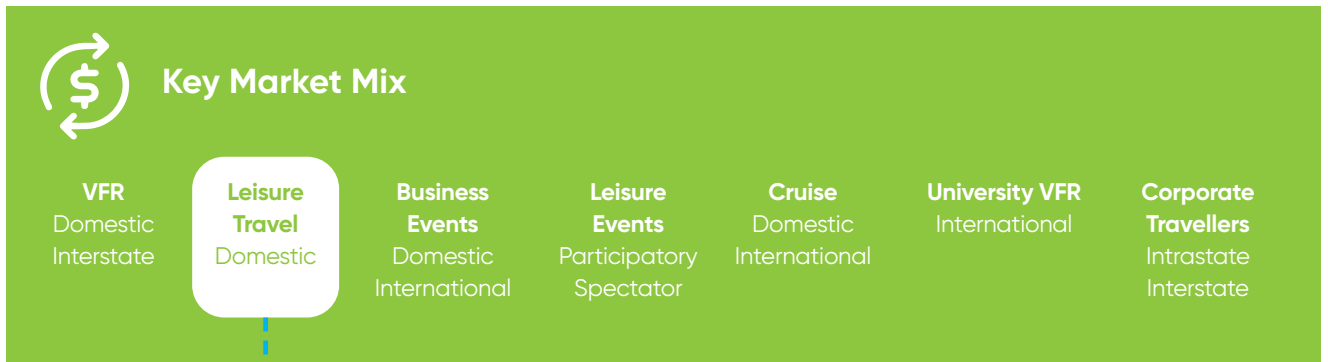 $
Key Market Mix
VFR
Domestic
Interstate
Leisure
Travel
Domestic
Business
Events
Domestic
International
Leisure
Events
Participatory
Spectator
Cruise
Domestic
International
University VFR
International
Corporate
Travellers
Intrastate
Interstate